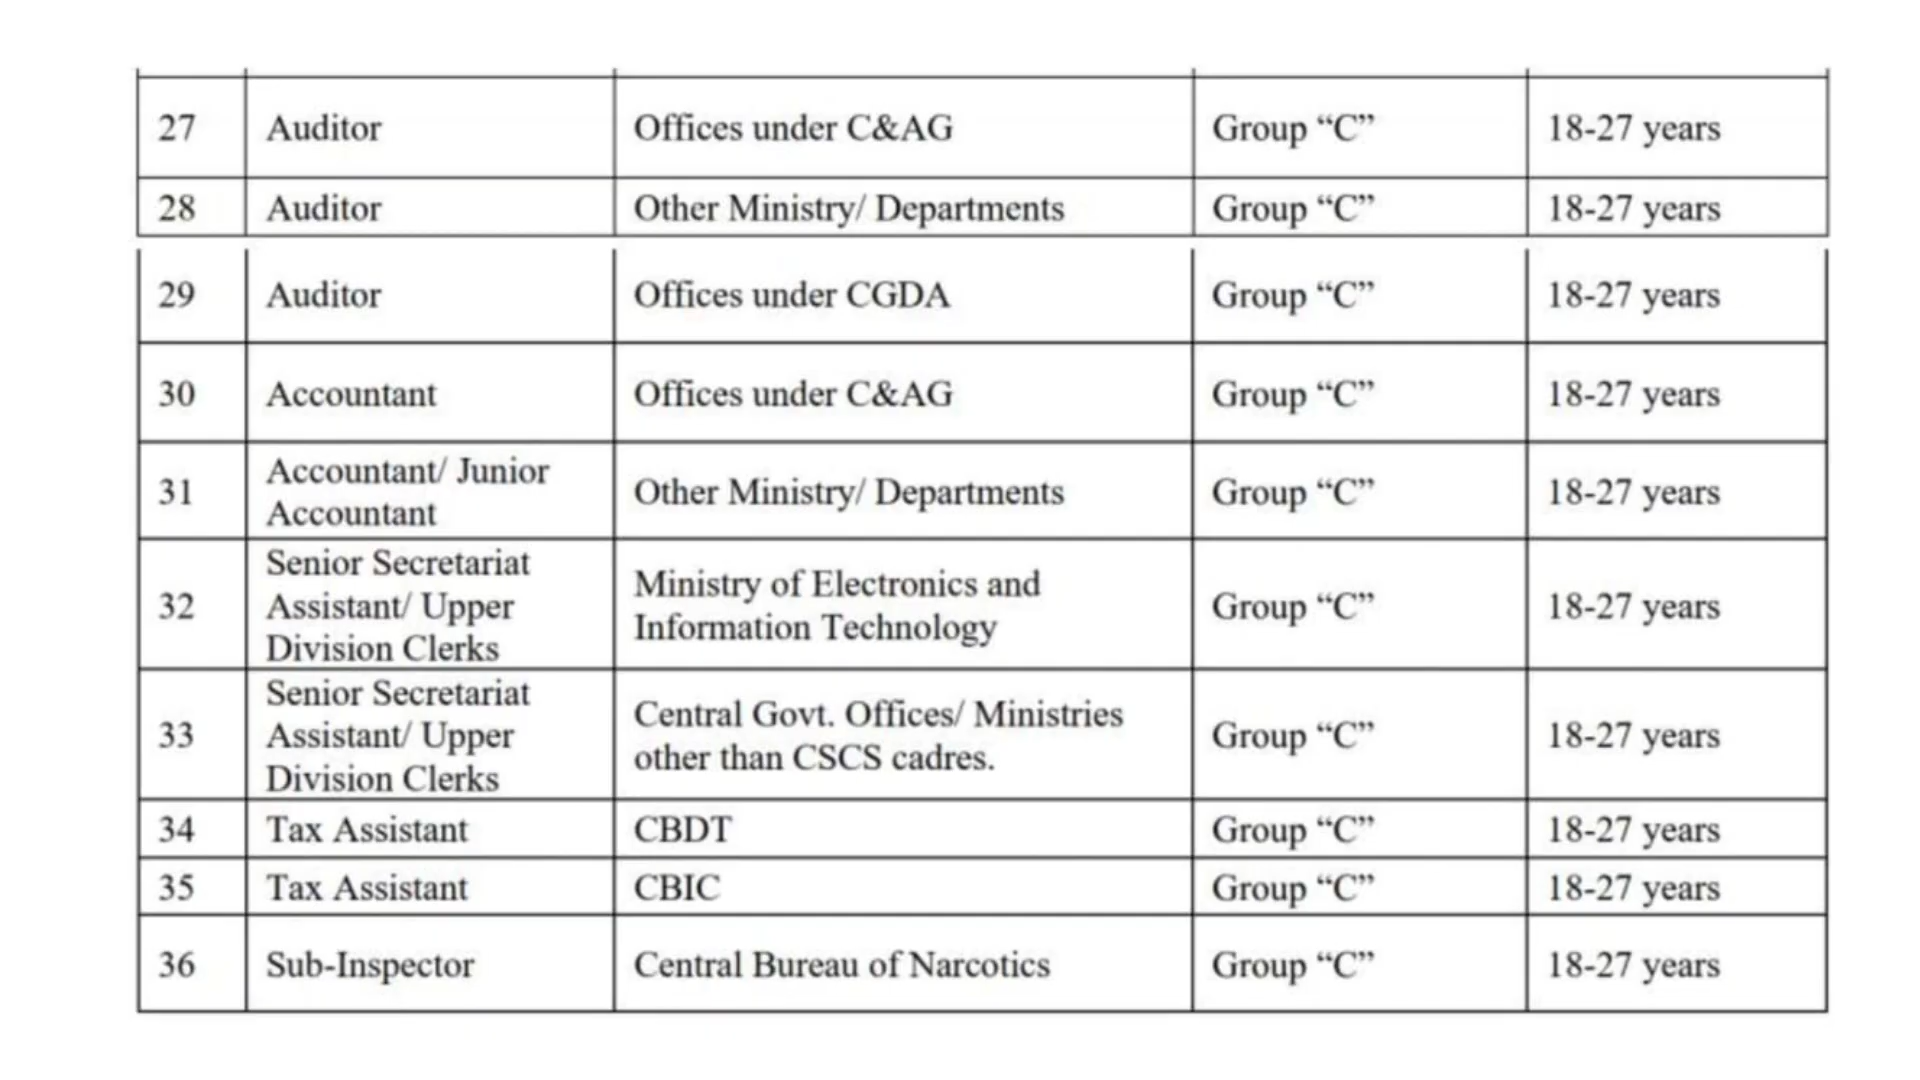 27 Auditor Offices under C&AG Group “C” 18-27 years
28 Auditor Other Ministry/ Departments Group “C” 18-27 years
29 Auditor Offices under CGDA Group “C” 18-27 years
30 Accountant Offices under C&AG Group “C” 18-27 years
31 Accountant/ Junior
Accountant Other Ministry/ Departments Group “C” 18-27 years
32 Senior Secretariat
Assistant/ Upper
Division Clerks Ministry of Electronics and
Information Technology Group “C” 18-27 years
33 Senior Secretariat
Assistant/ Upper
Division Clerks Central Govt. Offices/ Ministries
other than CSCS cadres. Group “C” 18-27 years
34 Tax Assistant CBDT Group “C” 18-27 years
35 Tax Assistant CBIC Group “C” 18-27 years
36 Sub-Inspector Central Bureau of Narcotics Group “C” 18-27 years